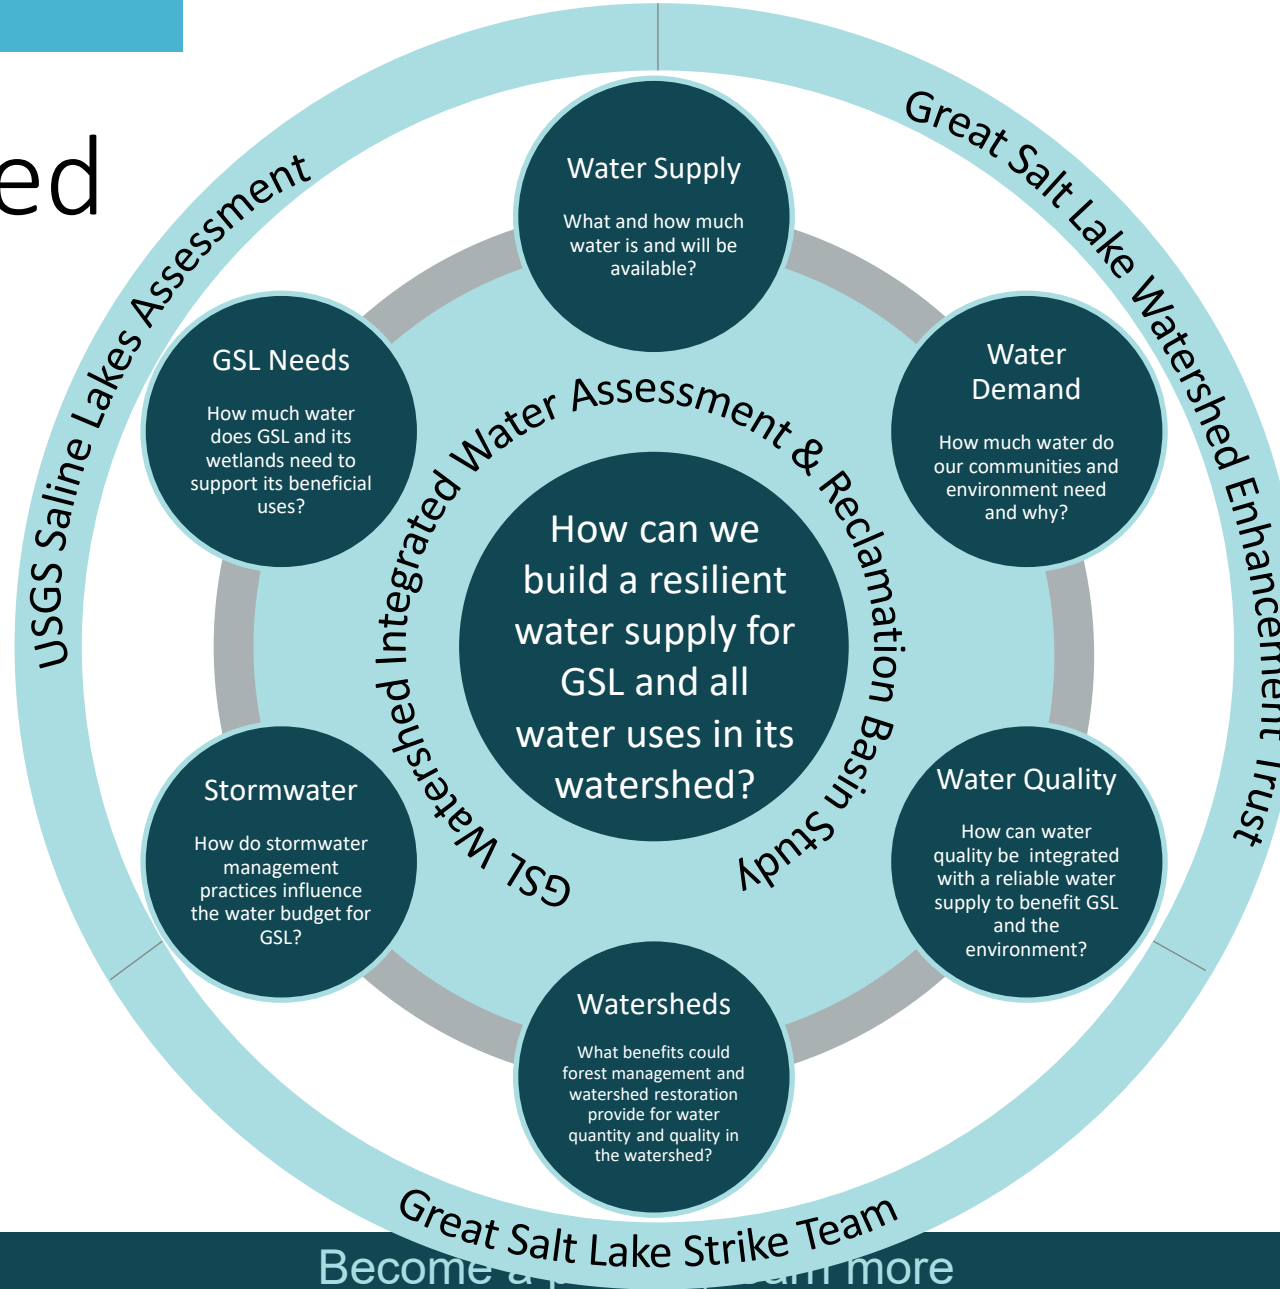 ed
USGS Saline Lakes Assessment
Great Salt Lake Watershed Enhancement Trust
Water Supply
What and how much
water is and will be
available?
GSL Needs
How much water
does GSL and its
wetlands need to
support its beneficial
uses?
Water
Demand
How much water do
our communities and
environment need
and why?
GSL Watershed Integrated Water Assessment & Reclamation Basin Study
How can we
build a resilient
water supply for
GSL and all
water uses in its
watershed?
Stormwater
How do stormwater
management
practices influence
the water budget for
GSL?
Water Quality
How can water
quality be integrated
with a reliable water
supply to benefit GSL
and the
environment?
Watersheds
What benefits could
forest management and
watershed restoration
provide for water
quantity and quality in
the watershed?
Great Salt Lake Strike Team
Become a more